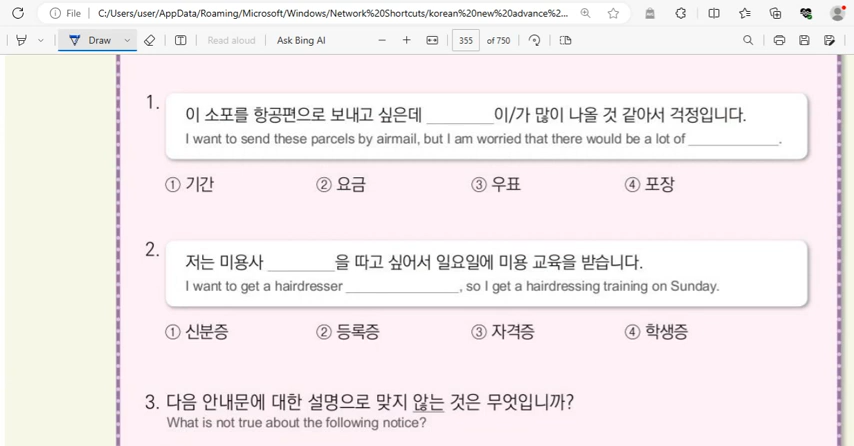 File
C:/Users/user/AppData/Roaming/Microsoft/Windows/Network%20Shortcuts/korean%20new%20advance%2...
Draw
Read aloud
Ask Bing AI
355
of 750
1.
이 소포를 항공편으로 보내고 싶은데 ________이/가 많이 나올 것 같아서 걱정입니다.
I want to send these parcels by airmail, but I am worried that there would be a lot of ____________.
① 기간 ② 요금 ③ 우표 ④ 포장
2.
저는 미용사 ________을 따고 싶어서 일요일에 미용 교육을 받습니다.
I want to get a hairdresser _______________, so I get a hairdressing training on Sunday.
① 신분증 ② 등록증 ③ 자격증 ④ 학생증
3. 다음 안내문에 대한 설명으로 맞지 않는 것은 무엇입니까?
What is not true about the following notice?